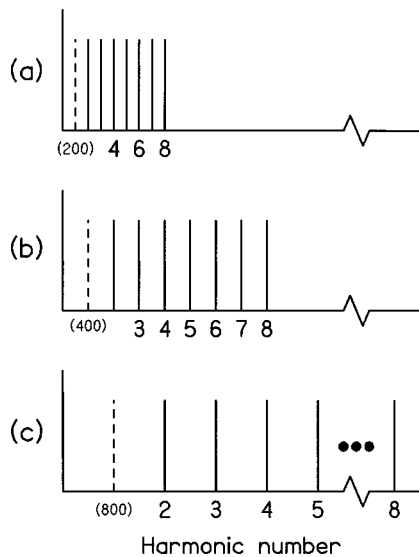 (a)
(200) 4 6 8
(b)
(400) 3 4 5 6 7 8
(c)
(800) 2 3 4 5 8
Harmonic number